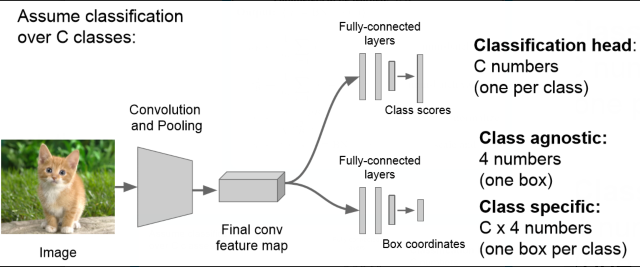 Assume classification
over C classes:
Image
Convolution
and Pooling
Final conv
feature map
Fully-connected
layers
Class scores
Fully-connected
layers
Box coordinates
Classification head:
C numbers
(one per class)
Class agnostic:
4 numbers
(one box)
Class specific:
C x 4 numbers
(one box per class)